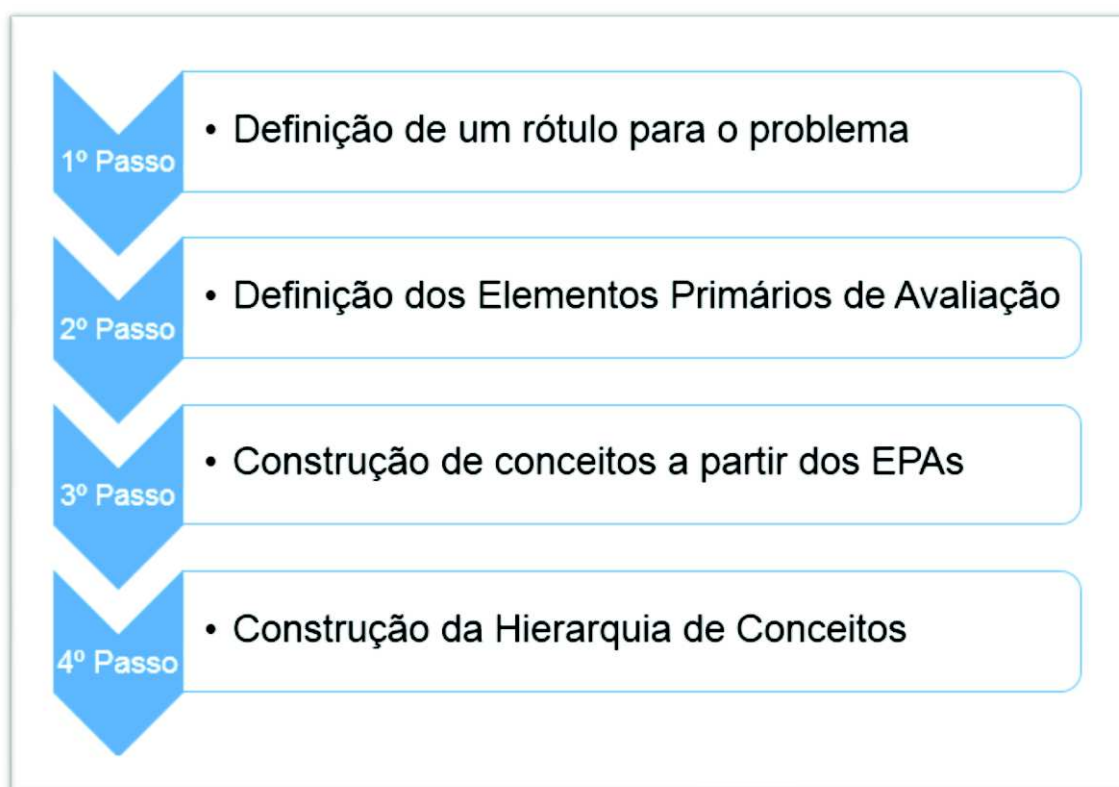 1º Passo
• Definição de um rótulo para o problema
2º Passo
• Definição dos Elementos Primários de Avaliação
3º Passo
• Construção de conceitos a partir dos EPAs
4º Passo
• Construção da Hierarquia de Conceitos